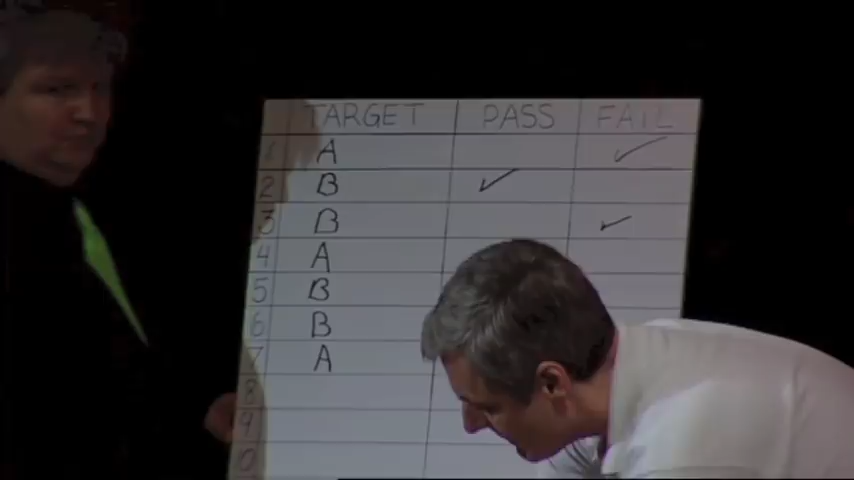 TARGET PASS FAIL
1 A ✓
2 B ✓
3 B ✓
4 A
5 B
6 B
7 A
8
9
0